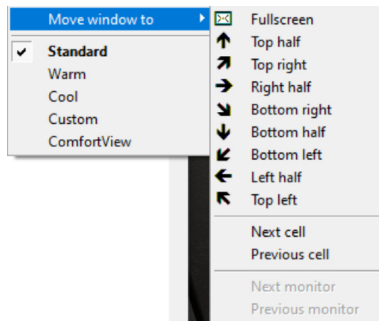 Move window to
Standard
Warm
Cool
Custom
ComfortView
Fullscreen
Top half
Top right
Right half
Bottom right
Bottom half
Bottom left
Left half
Top left
Next cell
Previous cell
Next monitor
Previous monitor